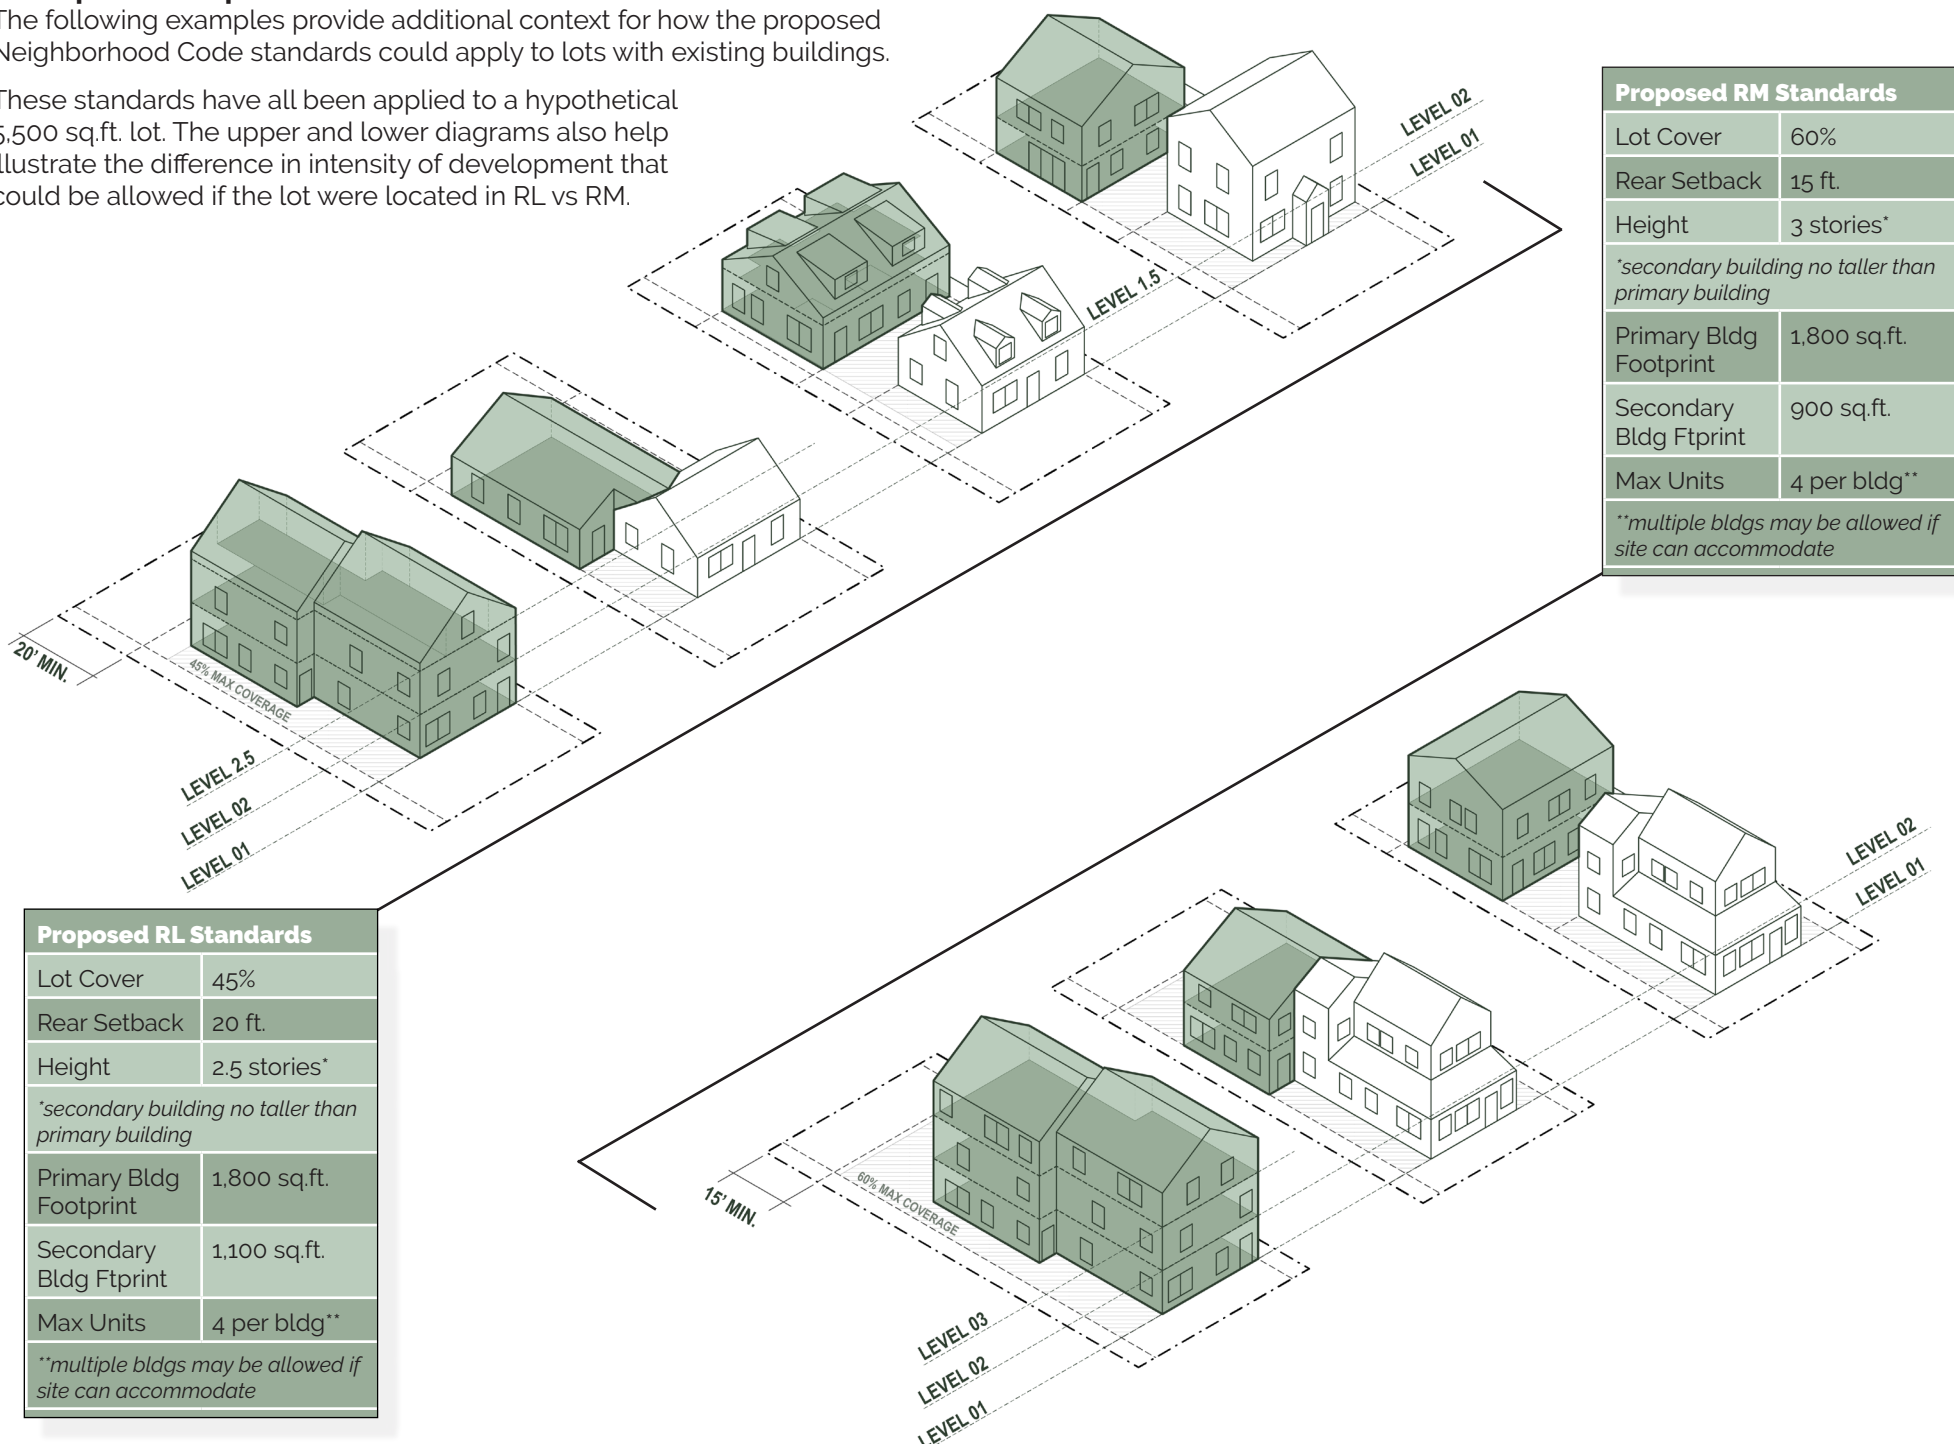 The following examples provide additional context for how the proposed
Neighborhood Code standards could apply to lots with existing buildings.
These standards have all been applied to a hypothetical
5,500 sq.ft. lot. The upper and lower diagrams also help
illustrate the difference in intensity of development that
could be allowed if the lot were located in RL vs RM.
LEVEL 02
LEVEL 01
LEVEL 1.5
Proposed RM Standards
Lot Cover 60%
Rear Setback 15 ft.
Height 3 stories*
*secondary building no taller than
primary building
Primary Bldg 1,800 sq.ft.
Footprint
Secondary 900 sq.ft.
Bldg Ftprint
Max Units 4 per bldg**
**multiple bldgs may be allowed if
site can accommodate
20' MIN.
45% MAX COVERAGE
LEVEL 2.5
LEVEL 02
LEVEL 01
Proposed RL Standards
Lot Cover 45%
Rear Setback 20 ft.
Height 2.5 stories*
*secondary building no taller than
primary building
Primary Bldg 1,800 sq.ft.
Footprint
Secondary 1,100 sq.ft.
Bldg Ftprint
Max Units 4 per bldg**
**multiple bldgs may be allowed if
site can accommodate
LEVEL 02
LEVEL 01
15' MIN.
60% MAX COVERAGE
LEVEL 03
LEVEL 02
LEVEL 01